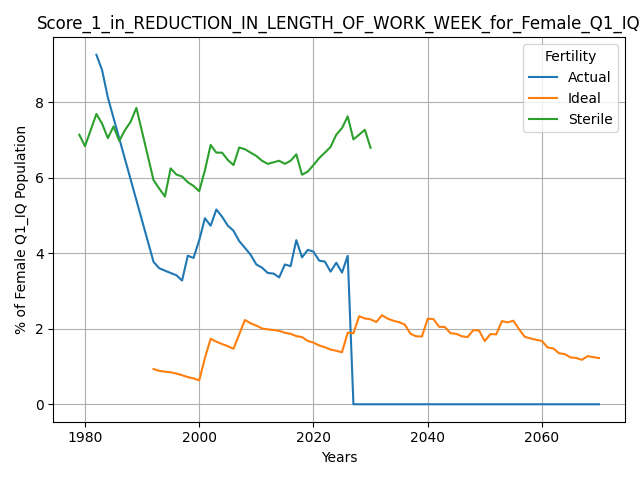 Score_1_in_REDUCTION_IN_LENGTH_OF_WORK_WEEK_for_Female_Q1_IQ
Fertility
Actual
Ideal
Sterile
% of Female Q1_IQ Population
8
6
4
2
0
1980
2000
2020
2040
2060
Years